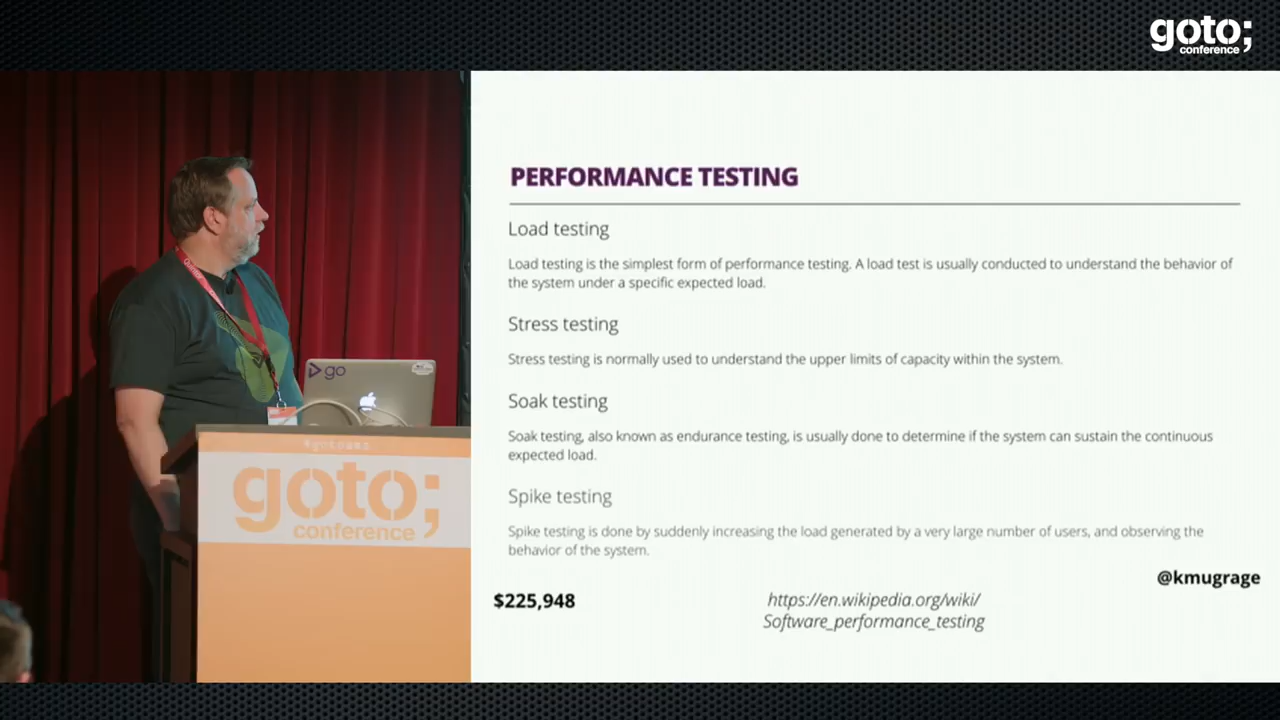 goto;
conference
PERFORMANCE TESTING
Load testing
Load testing is the simplest form of performance testing. A load test is usually conducted to understand the behavior of
the system under a specific expected load.
Stress testing
Stress testing is normally used to understand the upper limits of capacity within the system.
Soak testing
Soak testing, also known as endurance testing, is usually done to determine if the system can sustain the continuous
expected load.
Spike testing
Spike testing is done by suddenly increasing the load generated by a very large number of users, and observing the
behavior of the system.
@kmugrage
$225,948
https://en.wikipedia.org/wiki/
Software_performance_testing
go
goto;
conference